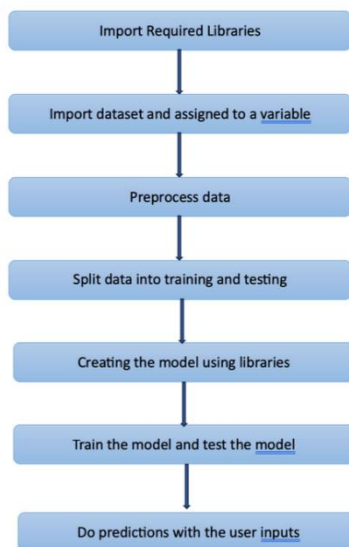 Import Required Libraries
Import dataset and assigned to a variable
Preprocess data
Split data into training and testing
Creating the model using libraries
Train the model and test the model
Do predictions with the user inputs